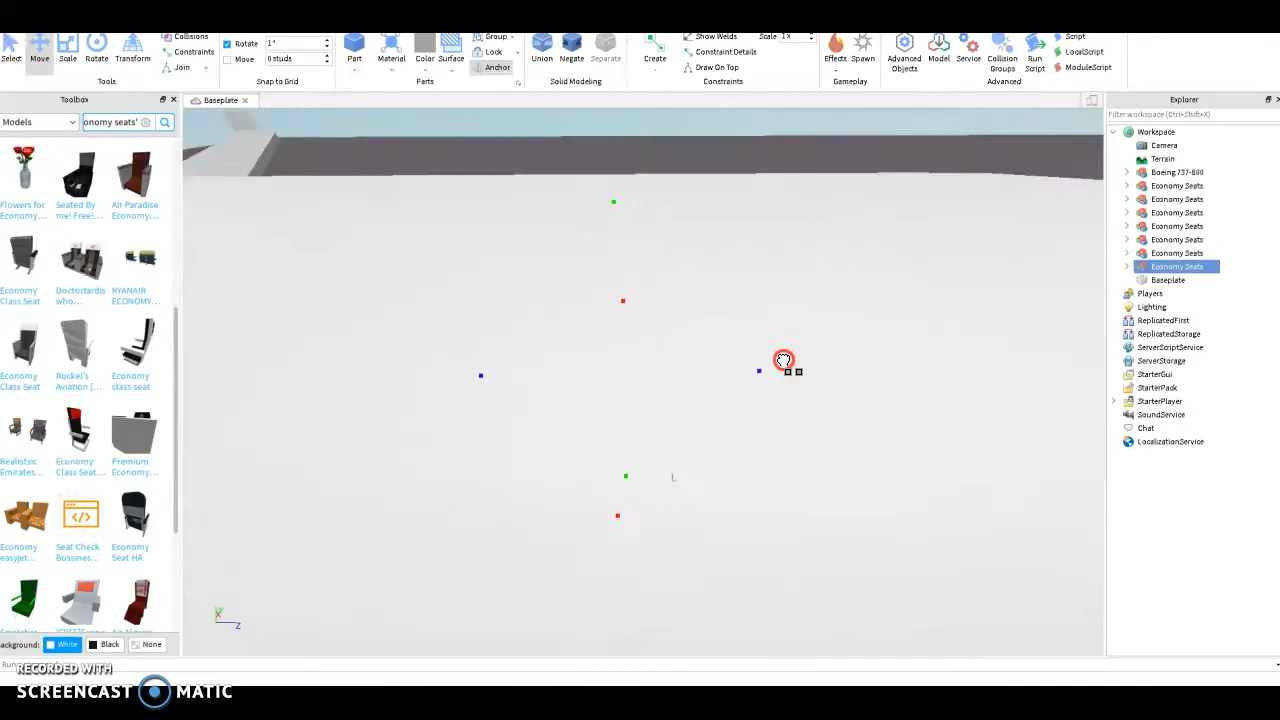 Collisions
Constraints
Join
Select
Move
Scale
Rotate
Transform
Tools
Rotate
1°
Move
0 studs
Snap to Grid
Part
Material
Color
Surface
Group
Lock
Anchor
Parts
Union
Negate
Separate
Solid Modeling
Create
Show Welds
Scale
1x
Constraint Details
Draw On Top
Constraints
Effects
Spawn
Gameplay
Advanced
Objects
Model
Service
Collision
Groups
Run
Script
Script
LocalScript
ModuleScript
Advanced
Toolbox
Baseplate
Models
onomy seats'
Flowers for
Economy...
Seated By
me! Free!...
Air Paradise
Economy...
Economy
Class Seat
Doctortardis
who...
RYANAIR
ECONOMY...
Economy
Class Seat
Rockel's
Aviation [...
Economy
class seat
Realistsic
Emirates...
Economy
Class Seat...
Premium
Economy...
Economy
easyjet...
Seat Check
Bussines...
Economy
Seat HA
ackground:
White
Black
None
Y
X
Z
Explorer
Filter workspace (Ctrl+Shift+X)
Workspace
Camera
Terrain
Boeing 737-800
Economy Seats
Economy Seats
Economy Seats
Economy Seats
Economy Seats
Economy Seats
Economy Seats
Baseplate
Players
Lighting
ReplicatedFirst
ReplicatedStorage
ServerScriptService
ServerStorage
StarterGui
StarterPack
StarterPlayer
SoundService
Chat
LocalizationService
RECORDED WITH
SCREENCAST MATIC